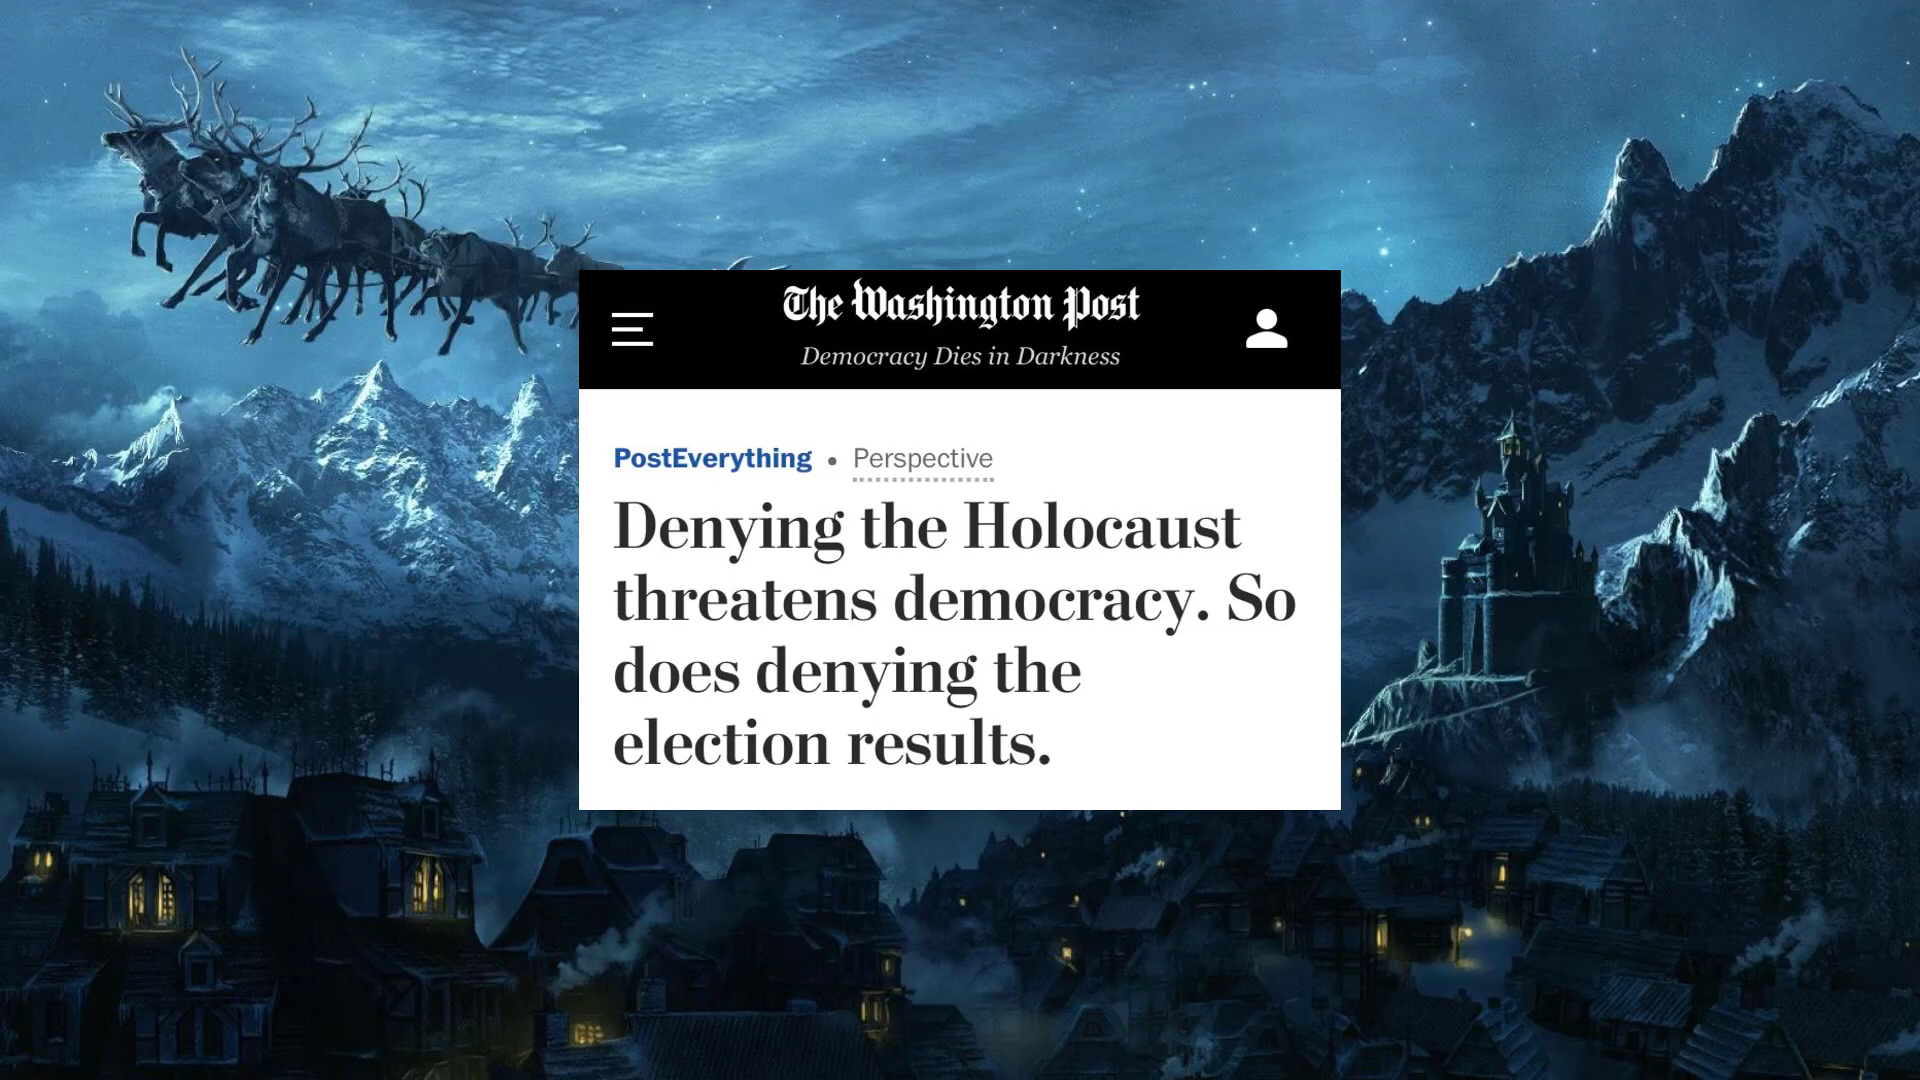 The Washington Post
Democracy Dies in Darkness
PostEverything • Perspective
Denying the Holocaust
threatens democracy. So
does denying the
election results.